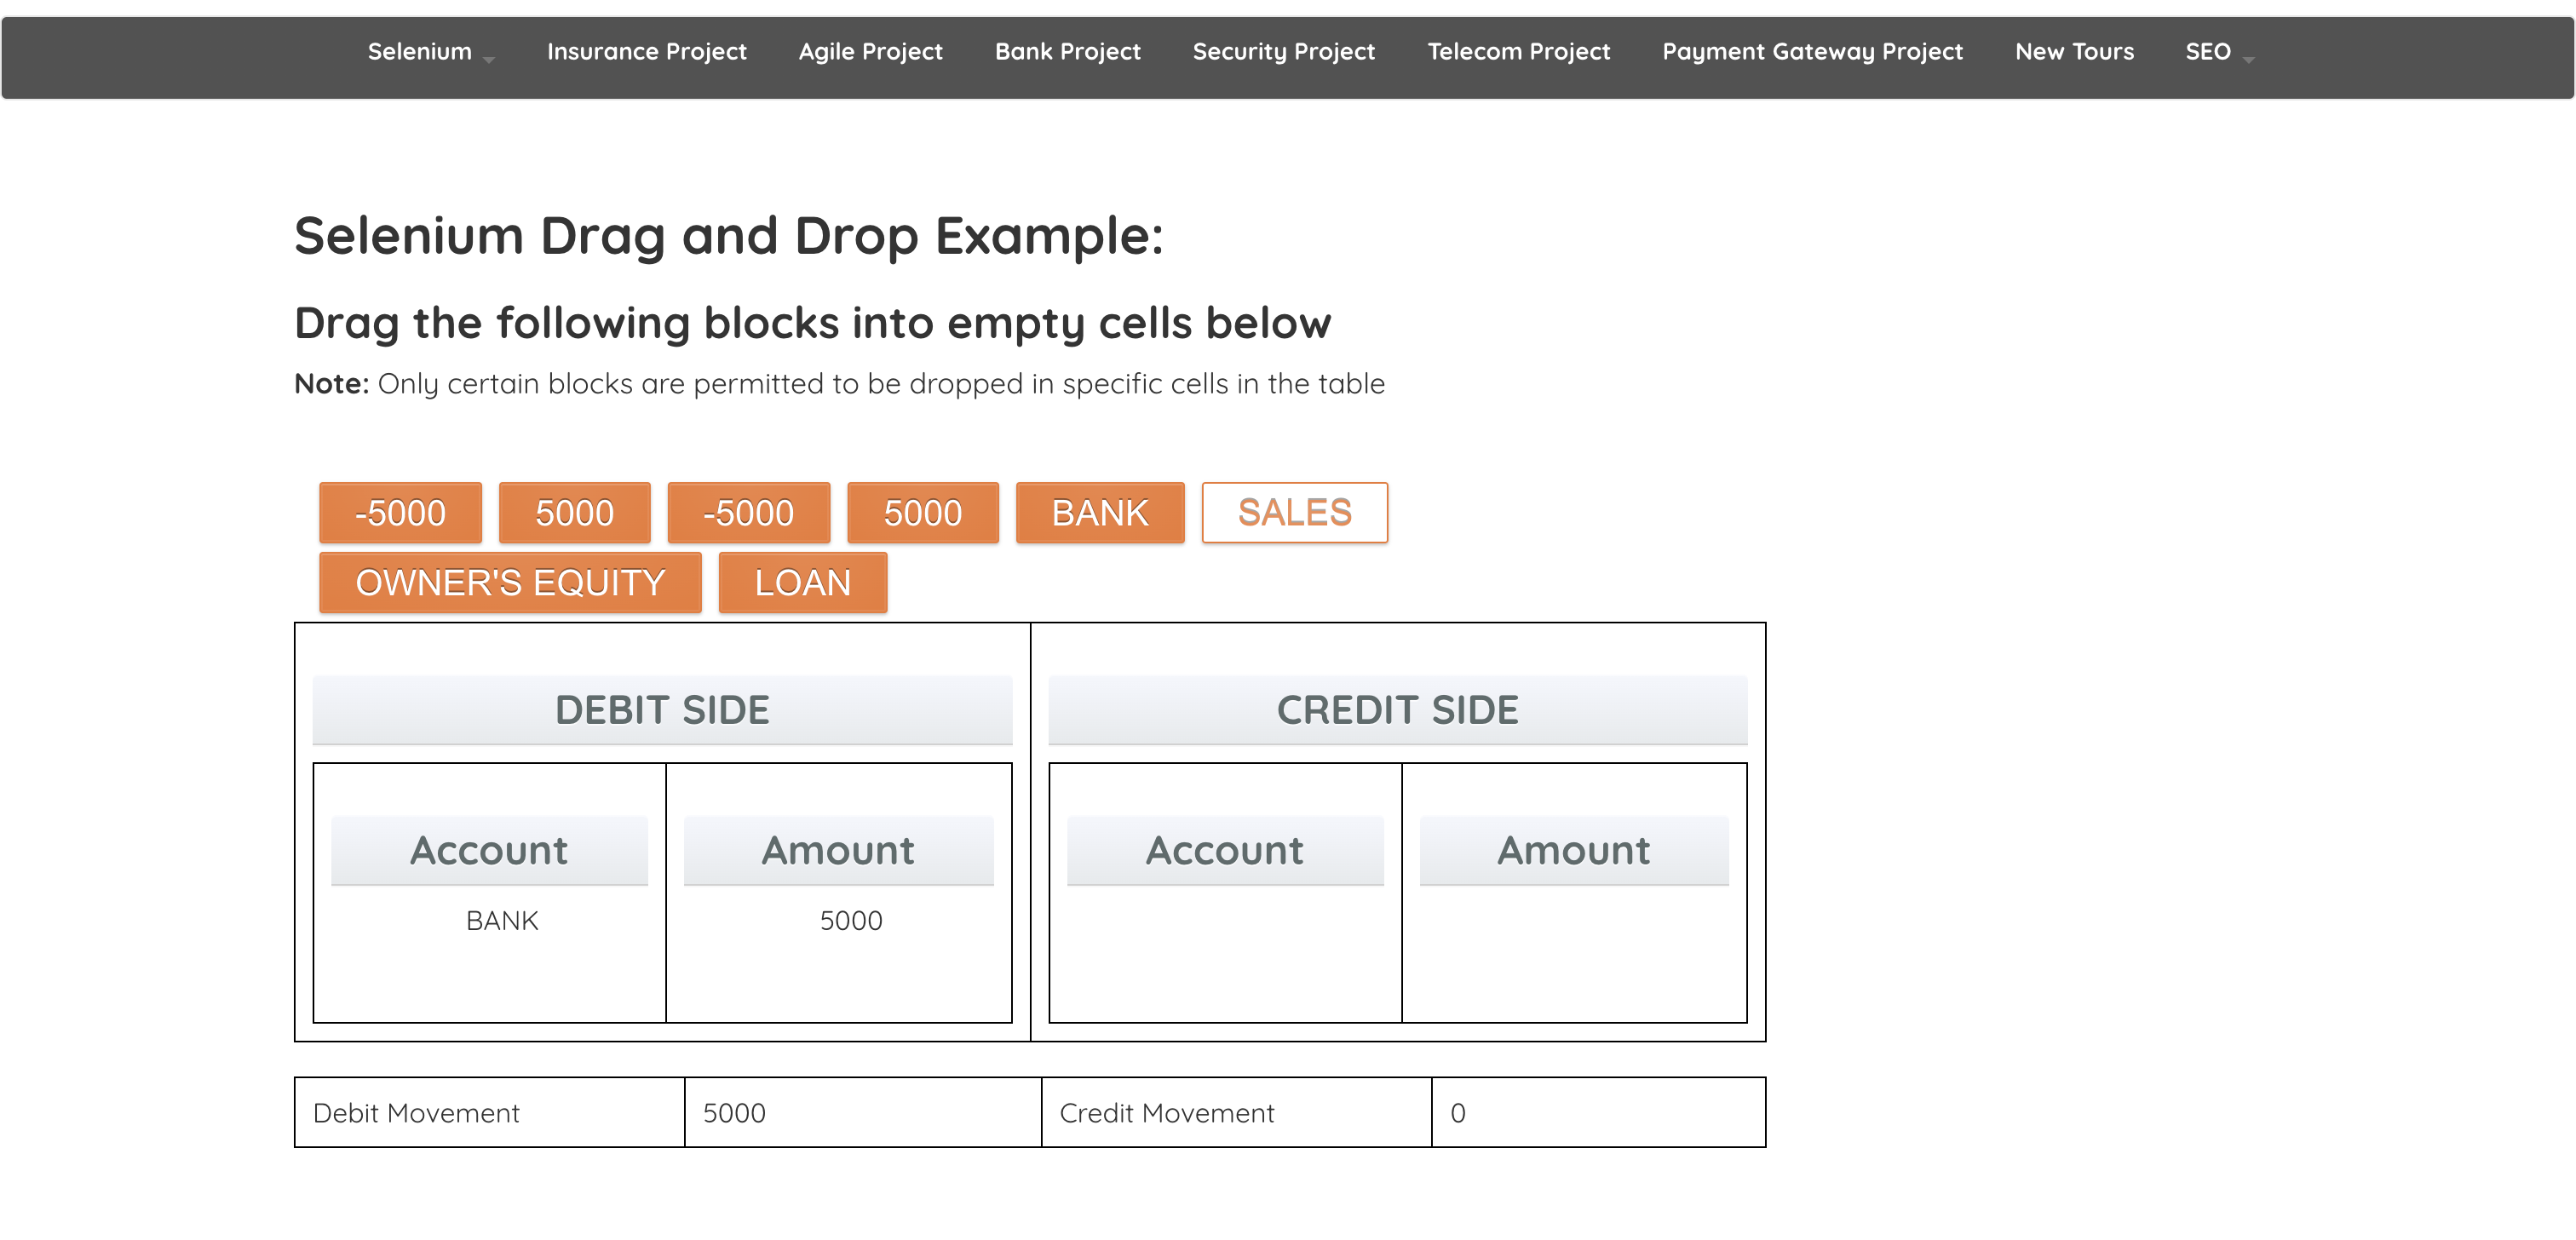 Selenium Insurance Project Agile Project Bank Project Security Project Telecom Project Payment Gateway Project New Tours SEO
Selenium Drag and Drop Example:
Drag the following blocks into empty cells below
Note: Only certain blocks are permitted to be dropped in specific cells in the table
-5000 5000 -5000 5000 BANK SALES
OWNER'S EQUITY LOAN
DEBIT SIDE CREDIT SIDE
Account Amount Account Amount
BANK 5000
Debit Movement 5000 Credit Movement 0